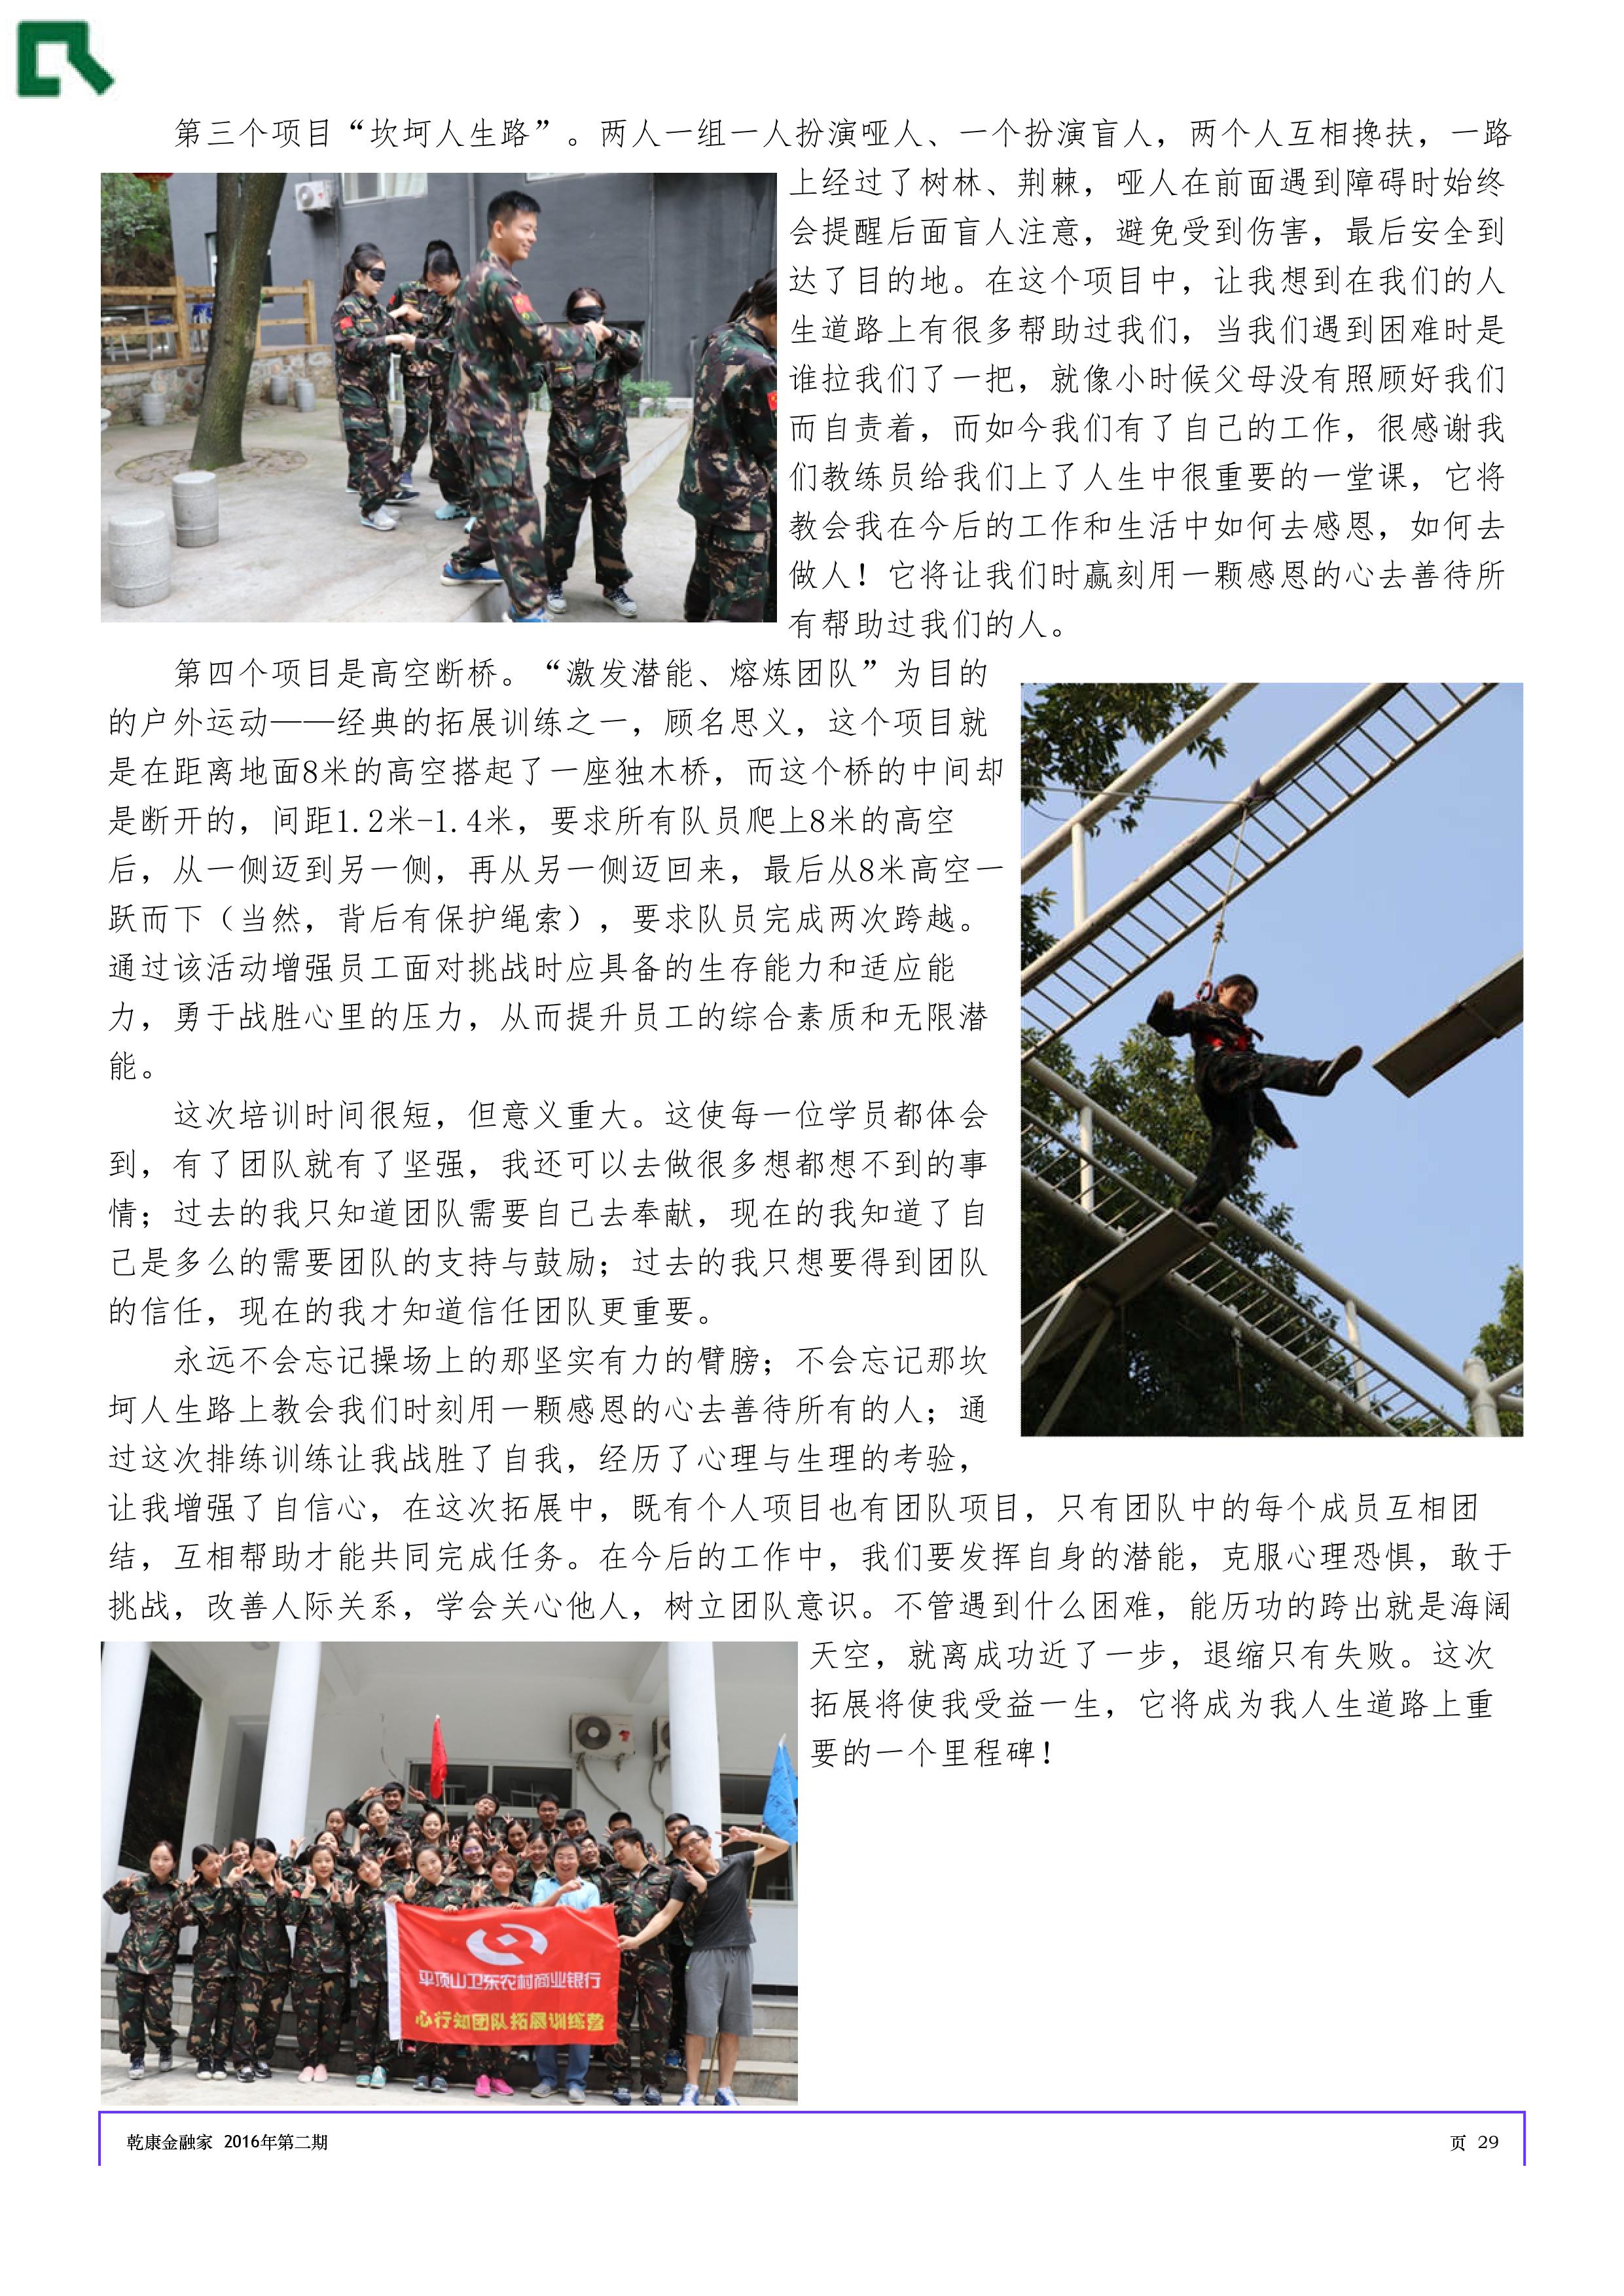 第三个项目“坎坷人生路”。两人一组一人扮演哑人、一个扮演盲人，两个人互相搀扶，一路
上经过了树林、荆棘，哑人在前面遇到障碍时始终
会提醒后面盲人注意，避免受到伤害，最后安全到
达了目的地。在这个项目中，让我想到在我们的人
生道路上有很多帮助过我们，当我们遇到困难时是
谁拉我们了一把，就像小时候父母没有照顾好我们
而自责着，而如今我们有了自己的工作，很感谢我
们教练员给我们上了人生中很重要的一堂课，它将
教会我在今后的工作和生活中如何去感恩，如何去
做人！它将让我们时赢刻用一颗感恩的心去善待所
有帮助过我们的人。
第四个项目是高空断桥。“激发潜能、熔炼团队”为目的
的户外运动——经典的拓展训练之一，顾名思义，这个项目就
是在距离地面8米的高空搭起了一座独木桥，而这个桥的中间却
是断开的，间距1.2米-1.4米，要求所有队员爬上8米的高空
后，从一侧迈到另一侧，再从另一侧迈回来，最后从8米高空一
跃而下（当然，背后有保护绳索），要求队员完成两次跨越。
通过该活动增强员工面对挑战时应具备的生存能力和适应能
力，勇于战胜心里的压力，从而提升员工的综合素质和无限潜
能。
这次培训时间很短，但意义重大。这使每一位学员都体会
到，有了团队就有了坚强，我还可以去做很多想都想不到的事
情；过去的我只知道团队需要自己去奉献，现在的我知道了自
己是多么的需要团队的支持与鼓励；过去的我只想要得到团队
的信任，现在的我才知道信任团队更重要。
永远不会忘记操场上的那坚实有力的臂膀；不会忘记那坎
坷人生路上教会我们时刻用一颗感恩的心去善待所有的人；通
过这次排练训练让我战胜了自我，经历了心理与生理的考验，
让我增强了自信心，在这次拓展中，既有个人项目也有团队项目，只有团队中的每个成员互相团
结，互相帮助才能共同完成任务。在今后的工作中，我们要发挥自身的潜能，克服心理恐惧，敢于
挑战，改善人际关系，学会关心他人，树立团队意识。不管遇到什么困难，能历功的跨出就是海阔
天空，就离成功近了一步，退缩只有失败。这次
拓展将使我受益一生，它将成为我人生道路上重
要的一个里程碑！
平顶山卫东农村商业银行
心行知团队拓展训练营
乾康金融家 2016年第二期
页 29